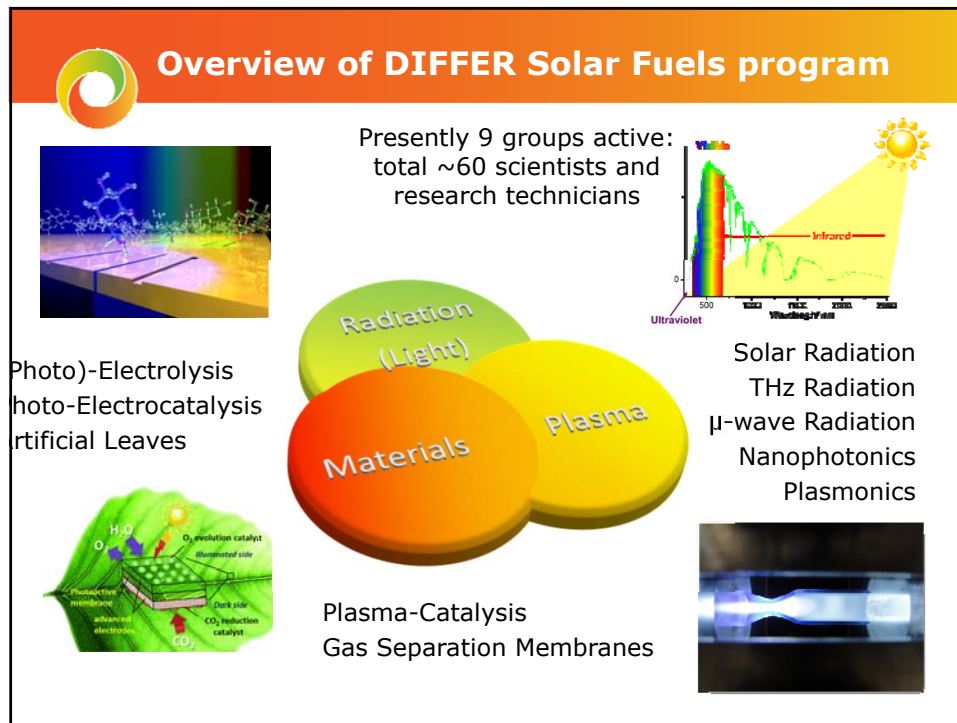 Overview of DIFFER Solar Fuels program
Presently 9 groups active:
total ~60 scientists and
research technicians
Infrared
0
500
Ultraviolet
Radiation
(Light)
Plasma
Materials
Photo)-Electrolysis
hoto-Electrocatalysis
rtificial Leaves
Solar Radiation
THz Radiation
μ-wave Radiation
Nanophotonics
Plasmonics
H₂O
O₂
O₂ evolution catalyst
Illuminated side
Photoactive
membrane
advanced
electrodes
Dark side
CO₂ reduction
catalyst
CO₂
Plasma-Catalysis
Gas Separation Membranes